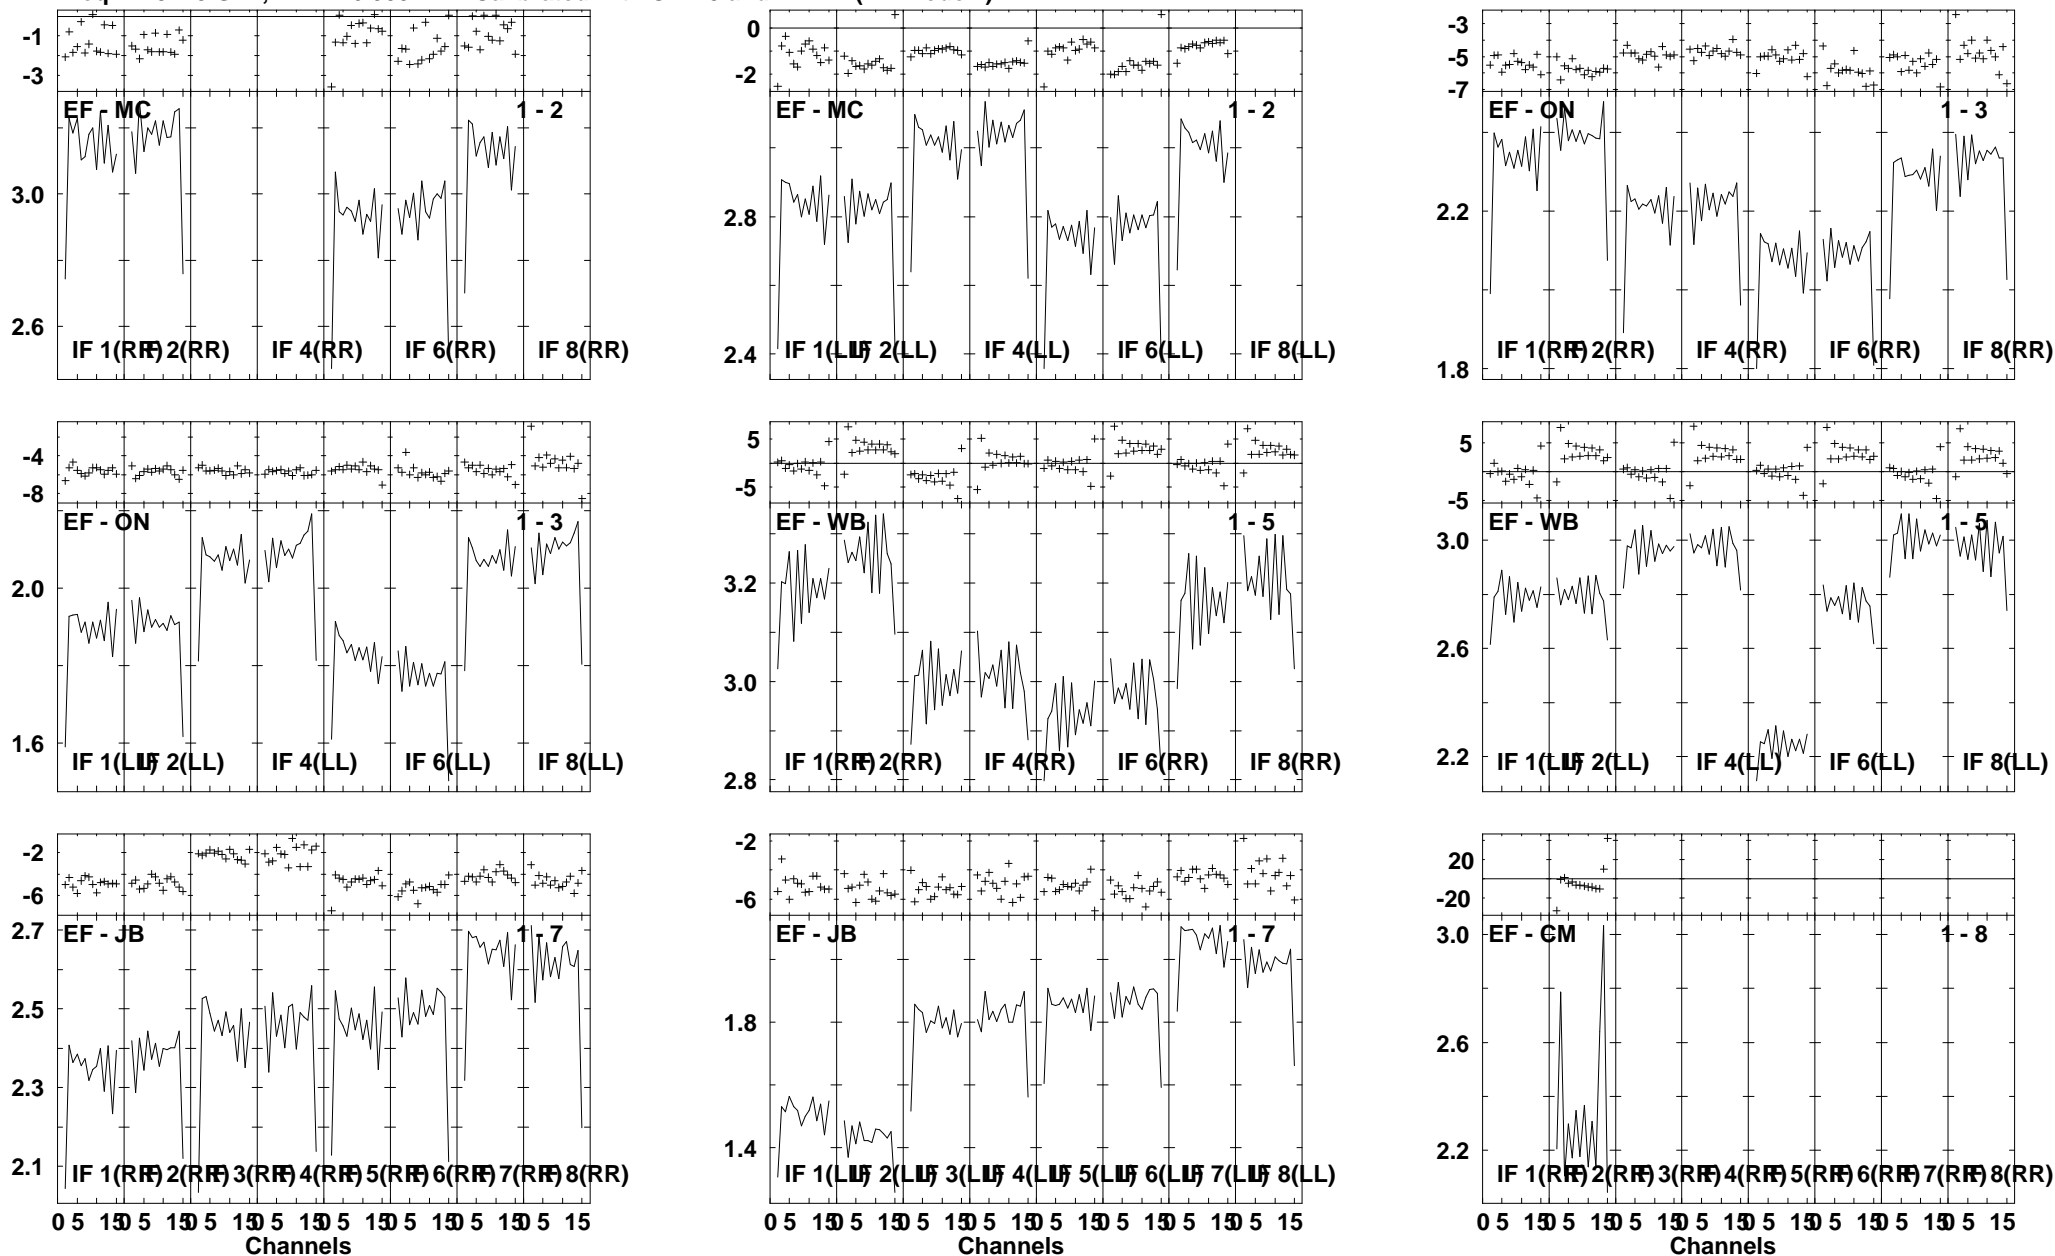 -1
-3
EF - MC 1 - 2
3.0
2.6
IF 1(RR) IF 2(RR) IF 4(RR) IF 6(RR) IF 8(RR)
0
-2
EF - MC 1 - 2
2.8
2.4
IF 1(LL) IF 2(LL) IF 4(LL) IF 6(LL) IF 8(LL)
-3
-5
-7
EF - ON 1 - 3
2.2
1.8
IF 1(RR) IF 2(RR) IF 4(RR) IF 6(RR) IF 8(RR)
-4
-8
EF - ON 1 - 3
2.0
1.6
IF 1(LL) IF 2(LL) IF 4(LL) IF 6(LL) IF 8(LL)
5
-5
EF - WB 1 - 5
3.2
3.0
2.8
IF 1(RR) IF 2(RR) IF 4(RR) IF 6(RR) IF 8(RR)
5
-5
EF - WB 1 - 5
3.0
2.6
2.2
IF 1(LL) IF 2(LL) IF 4(LL) IF 6(LL) IF 8(LL)
-2
-6
EF - JB 1 - 7
2.7
2.5
2.3
2.1
IF 1(RR) IF 2(RR) IF 3(RR) IF 4(RR) IF 5(RR) IF 6(RR) IF 7(RR) IF 8(RR)
0 5 15 0 5 15 0 5 15 0 5 15 0 5 15 0 5 15 0 5 15 0 5 15
Channels
-2
-6
EF - JB 1 - 7
1.8
1.4
IF 1(LL) IF 2(LL) IF 3(LL) IF 4(LL) IF 5(LL) IF 6(LL) IF 7(LL) IF 8(LL)
0 5 15 0 5 15 0 5 15 0 5 15 0 5 15 0 5 15 0 5 15 0 5 15
Channels
20
-20
EF - CM 1 - 8
3.0
2.6
2.2
IF 1(RR) IF 2(RR) IF 3(RR) IF 4(RR) IF 5(RR) IF 6(RR) IF 7(RR) IF 8(RR)
0 5 15 0 5 15 0 5 15 0 5 15 0 5 15 0 5 15 0 5 15 0 5 15
Channels